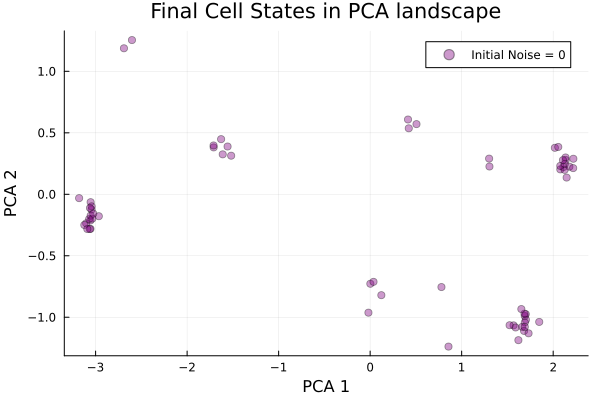 Final Cell States in PCA landscape
Initial Noise = 0
PCA 2
1.0
0.5
0.0
−0.5
−1.0
−3
−2
−1
0
1
2
PCA 1